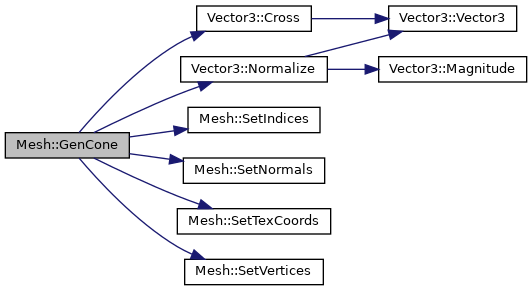 Mesh::GenCone
Vector3::Cross
Vector3::Vector3
Vector3::Normalize
Vector3::Magnitude
Mesh::SetIndices
Mesh::SetNormals
Mesh::SetTexCoords
Mesh::SetVertices